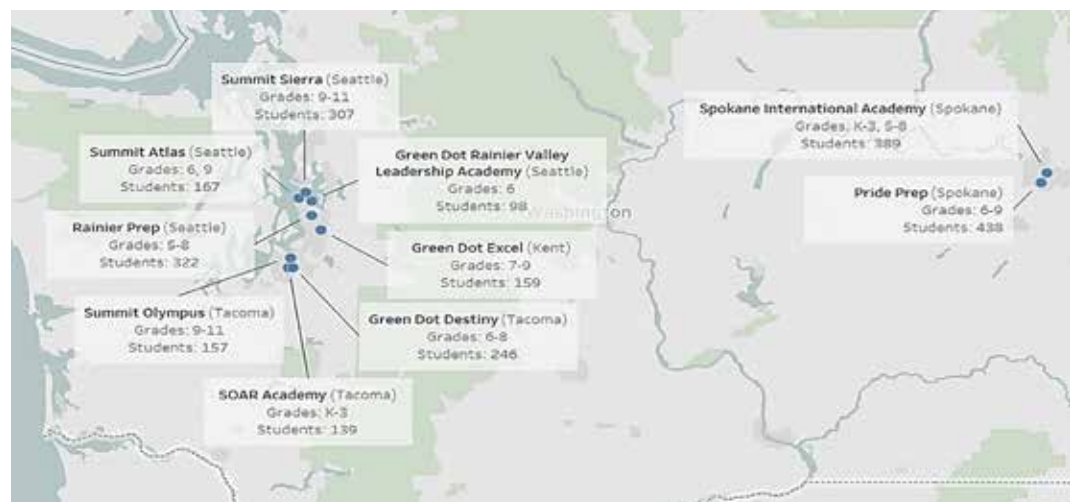 Summit Sierra (Seattle)
Grades: 9-11
Students: 307
Spokane International Academy (Spokane)
Grades: K-3, 5-8
Students: 389
Summit Atlas (Seattle)
Grades: 6, 9
Students: 167
Green Dot Rainier Valley
Leadership Academy (Seattle)
Grades: 6
Students: 98
Pride Prep (Spokane)
Grades: 6-9
Students: 438
Washington
Rainier Prep (Seattle)
Grades: 5-8
Students: 322
Green Dot Excel (Kent)
Grades: 7-9
Students: 159
Summit Olympus (Tacoma)
Grades: 9-11
Students: 157
Green Dot Destiny (Tacoma)
Grades: 6-8
Students: 246
SOAR Academy (Tacoma)
Grades: K-3
Students: 139